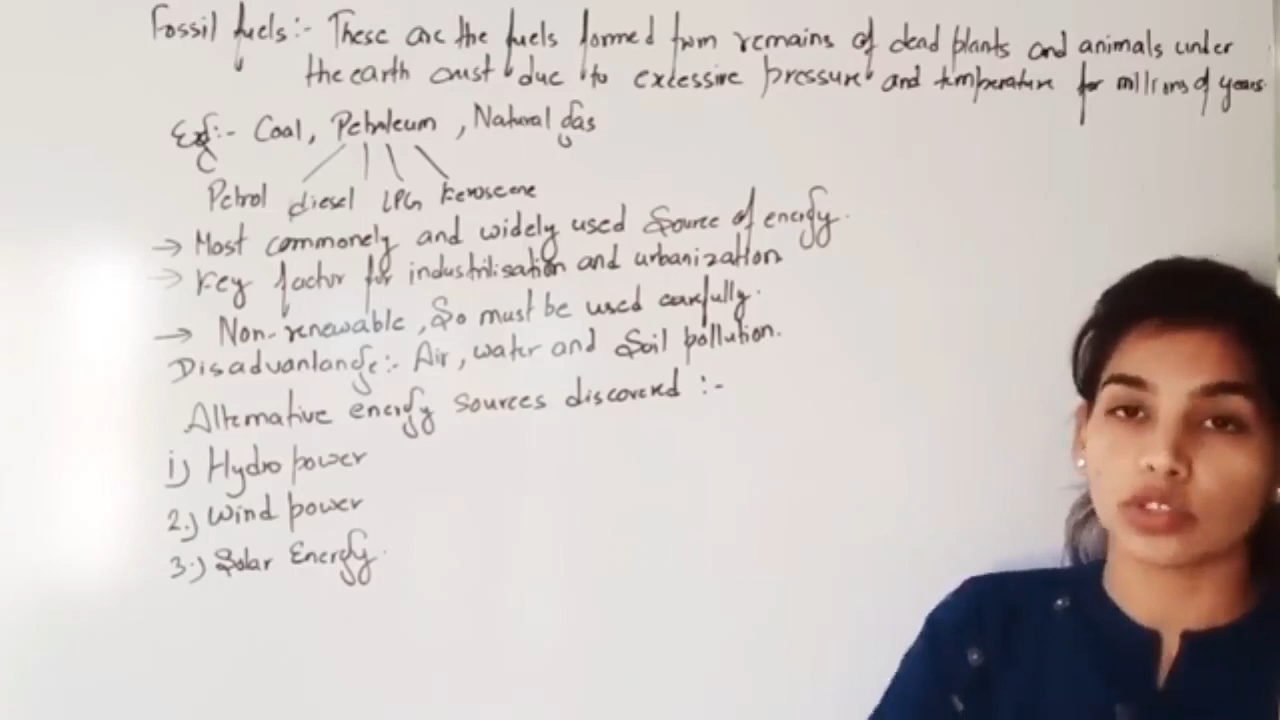 Fossil fuels:- These are the fuels formed from remains of dead plants and animals under
the earth crust due to excessive pressure and temperature for millions of years.
Eg:- Coal, Petroleum, Natural Gas
Petrol diesel LPG Keroscene
→ Most commonely and widely used Source of energy.
→ Key factor for industrilisation and urbanization
→ Non-renewable, So must be used carefully.
Disadvantage:- Air, water and Soil pollution.
Alternative energy sources discovered :-
1) Hydro power
2.) Wind power
3.) Solar Energy.